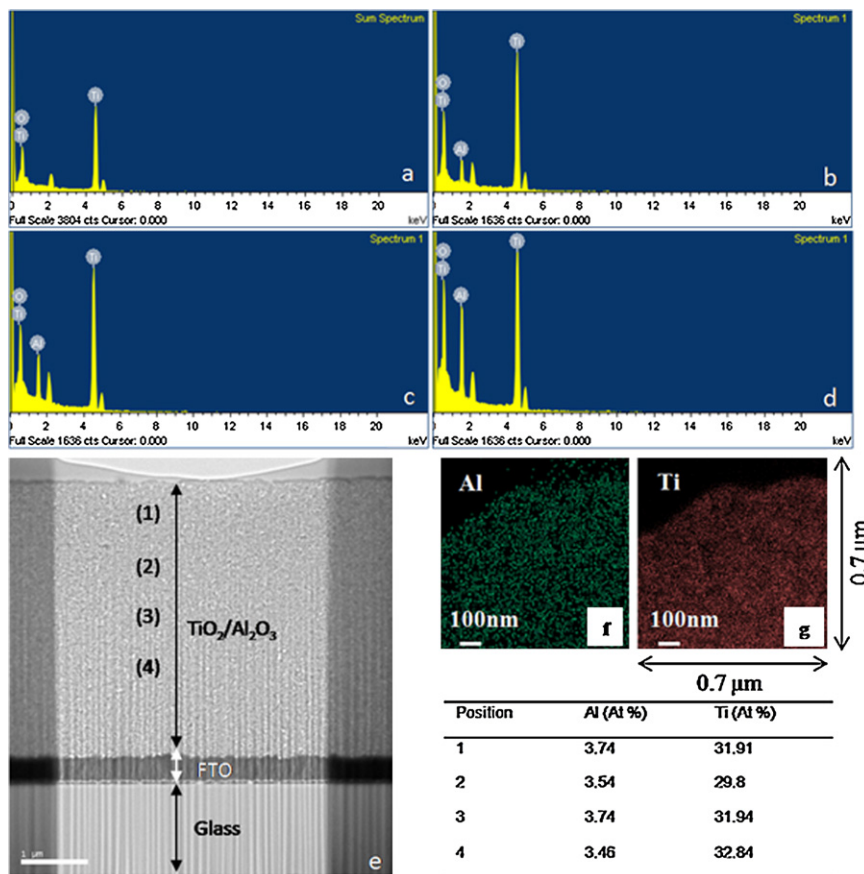 Sum Spectrum
Ti
O
Ti
a
0 2 4 6 8 10 12 14 16 18 20
Full Scale 3804 cts Cursor: 0.000 keV
Spectrum 1
Ti
O
Ti
Al
b
0 2 4 6 8 10 12 14 16 18 20
Full Scale 1636 cts Cursor: 0.000 keV
Spectrum 1
Ti
O
Ti
Al
c
0 2 4 6 8 10 12 14 16 18 20
Full Scale 1636 cts Cursor: 0.000 keV
Spectrum 1
Ti
O
Ti
Al
d
0 2 4 6 8 10 12 14 16 18 20
Full Scale 1636 cts Cursor: 0.000 keV
(1)
(2)
(3)
(4)
TiO₂/Al₂O₃
FTO
Glass
1 µm
e
Al
100nm
f
Ti
100nm
g
0.7 µm
0.7 µm
Position Al (At %) Ti (At %)
1 3.74 31.91
2 3.54 29.8
3 3.74 31.94
4 3.46 32.84